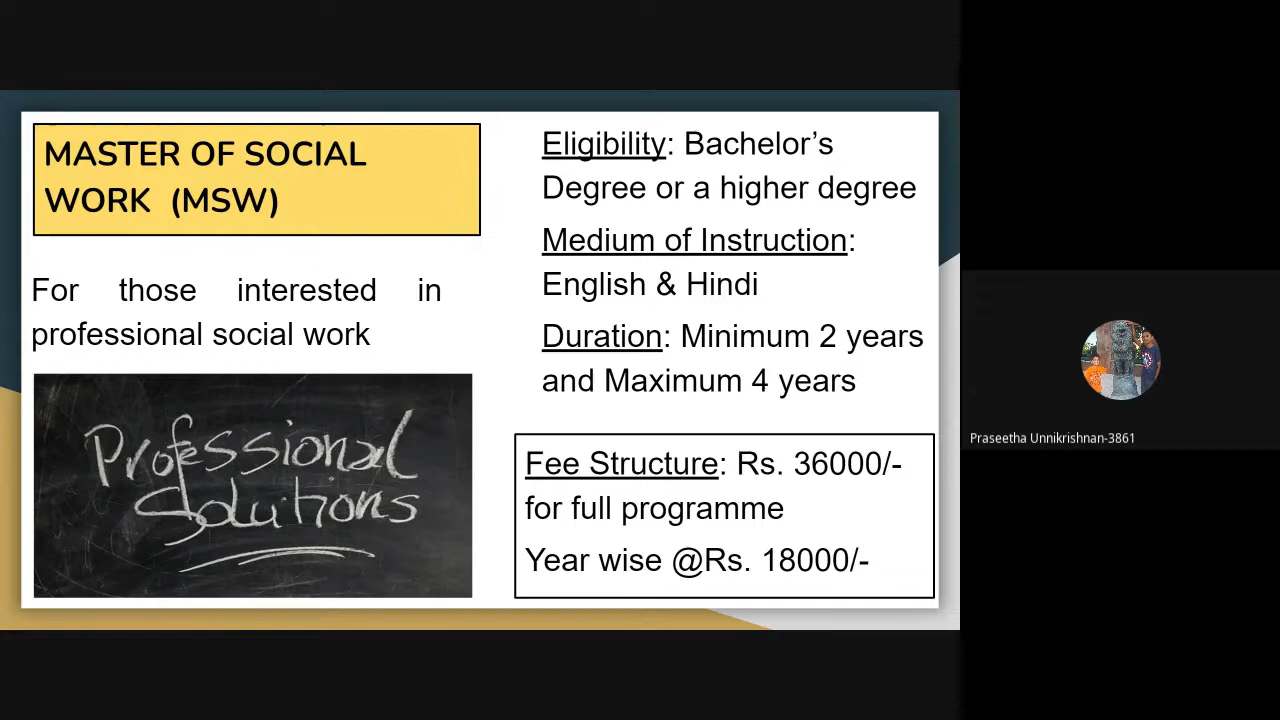 MASTER OF SOCIAL
WORK (MSW)
For those interested in
professional social work
Professional
Solutions
Eligibility: Bachelor’s
Degree or a higher degree
Medium of Instruction:
English & Hindi
Duration: Minimum 2 years
and Maximum 4 years
Fee Structure: Rs. 36000/-
for full programme
Year wise @Rs. 18000/-
Praseetha Unnikrishnan-3861